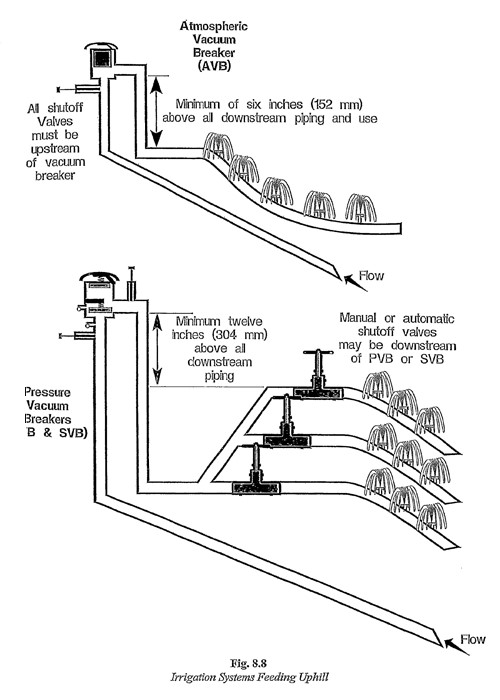 Atmospheric
Vacuum
Breaker
(AVB)
All shutoff
Valves
must be
upstream
of vacuum
breaker
Minimum of six inches (152 mm)
above all downstream piping and use
Flow
Minimum twelve
inches (304 mm)
above all
downstream
piping
Manual or automatic
shutoff valves
may be downstream
of PVB or SVB
Pressure
Vacuum
Breakers
B & SVB)
Flow
Fig. 8.8
Irrigation Systems Feeding Uphill